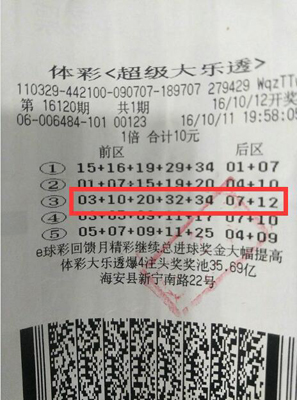 体彩<超级大乐透>
110329-442100-090707-189707 279429 WqzTT
第 16120期 共1期 16/10/12开奖
06-006484-101 00123 16/10/11 19:58:09
1倍 合计10元
前区 后区
① 15+16+19+29+34 01+07
② 01+07+15+19+20 04+10
③ 03+10+20+32+34 07+12
④ 07+10
⑤ 05+07+09+11+25 04+09
e球彩回馈月精彩继续总进球奖金大幅提高
体彩大乐透爆4注头奖奖池35.69亿
海安县新宁南路22号